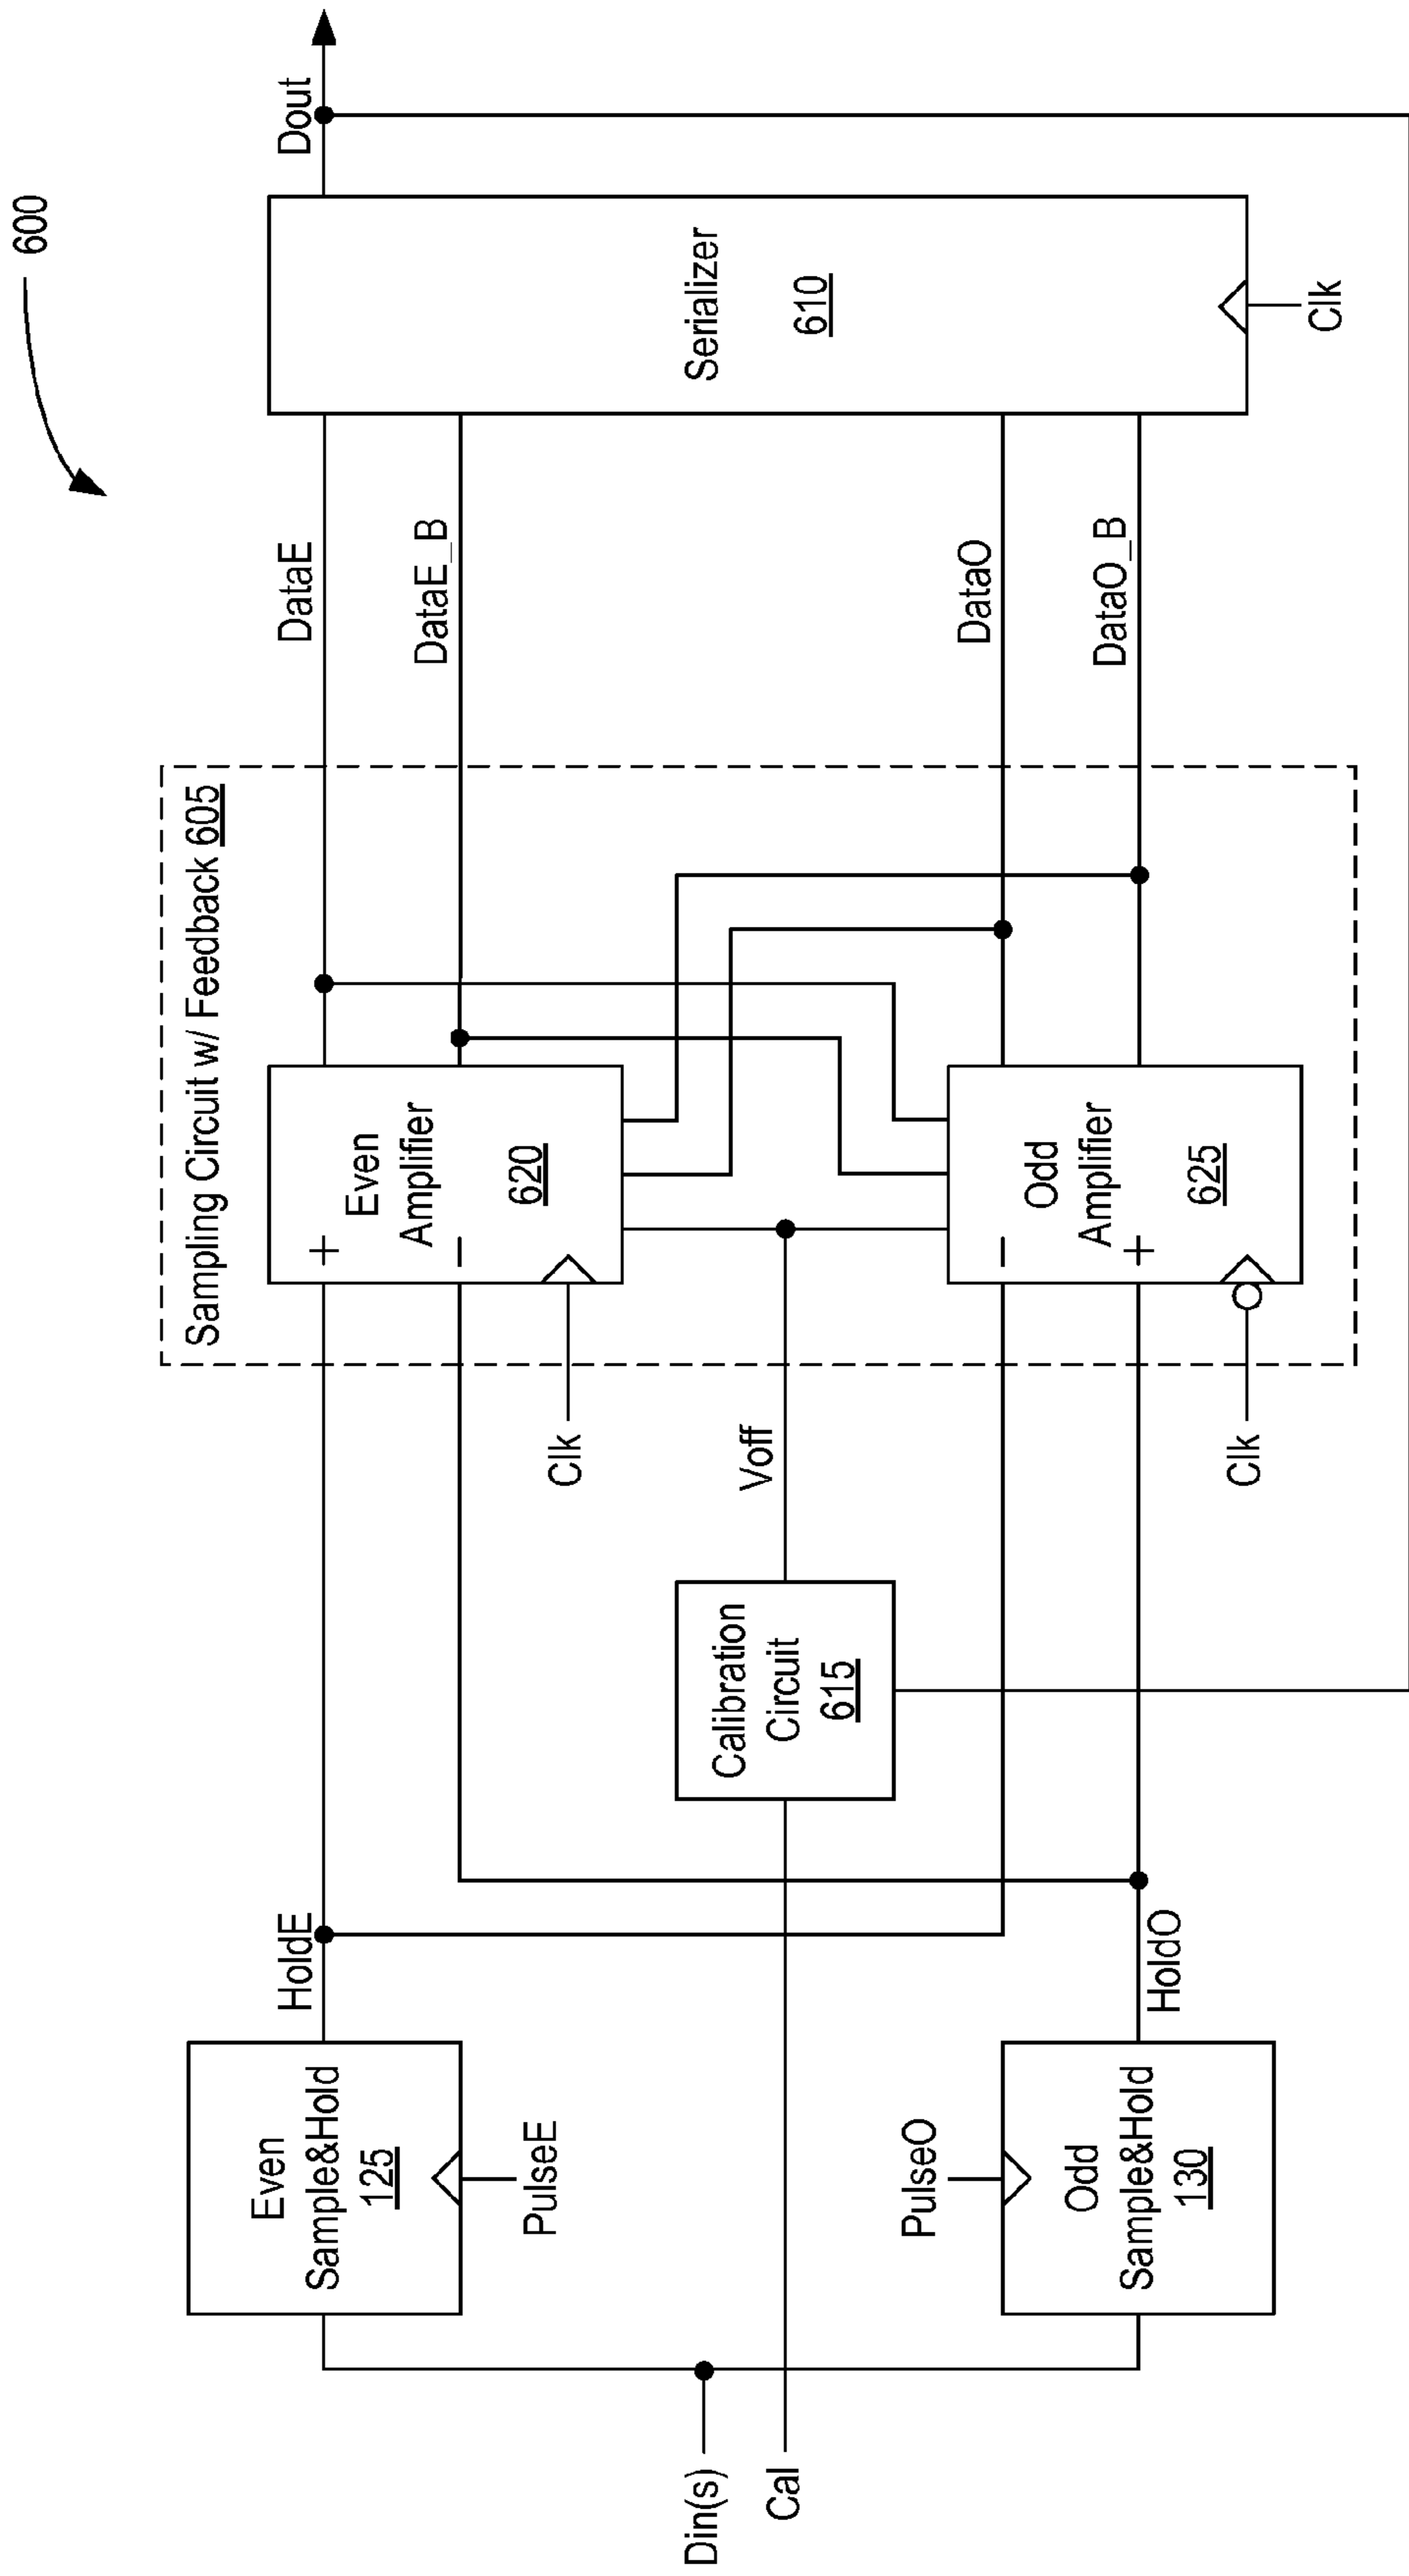 600
Din(s)
Cal
Even
Sample&Hold
125
PulseE
PulseO
Odd
Sample&Hold
130
HoldE
HoldO
Calibration
Circuit
615
Voff
Clk
Clk
Sampling Circuit w/ Feedback 605
+
Even
Amplifier
–
620
–
Odd
Amplifier
+
625
DataE
DataE_B
DataO
DataO_B
Serializer
610
Clk
Dout